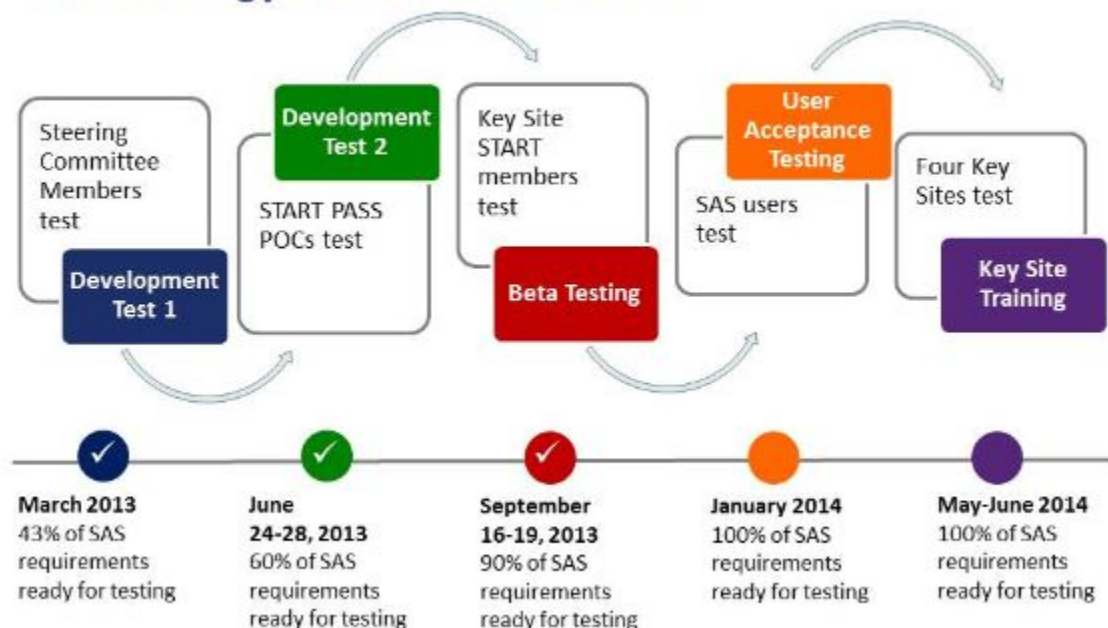 Steering
Committee
Members
test
Development
Test 1
Development
Test 2
START PASS
POCs test
Key Site
START
members
test
Beta Testing
User
Acceptance
Testing
SAS users
test
Four Key
Sites test
Key Site
Training
March 2013
43% of SAS
requirements
ready for testing
June
24-28, 2013
60% of SAS
requirements
ready for testing
September
16-19, 2013
90% of SAS
requirements
ready for testing
January 2014
100% of SAS
requirements
ready for testing
May-June 2014
100% of SAS
requirements
ready for testing